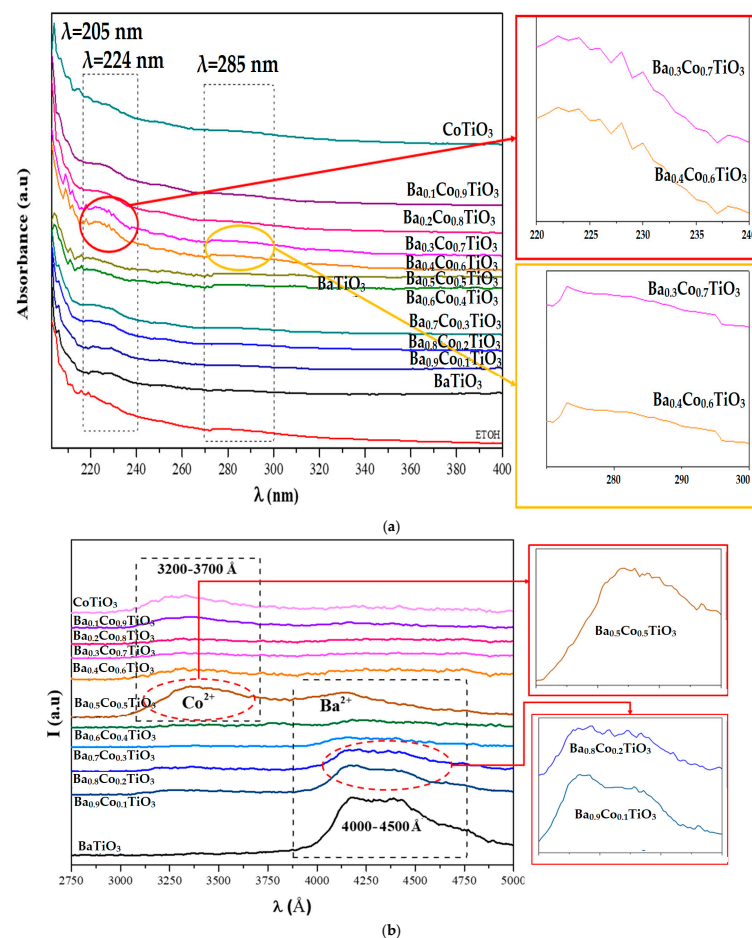 λ=205 nm
λ=224 nm
λ=285 nm
CoTiO₃
Ba₀.₁Co₀.₉TiO₃
Ba₀.₂Co₀.₈TiO₃
Ba₀.₃Co₀.₇TiO₃
Ba₀.₄Co₀.₆TiO₃
Ba₀.₅Co₀.₅TiO₃
BaTiO₃
Ba₀.₆Co₀.₄TiO₃
Ba₀.₇Co₀.₃TiO₃
Ba₀.₈Co₀.₂TiO₃
Ba₀.₉Co₀.₁TiO₃
BaTiO₃
ETOH
Absorbance (a.u)
220 240 260 280 300 320 340 360 380 400
λ (nm)
Ba₀.₃Co₀.₇TiO₃
Ba₀.₄Co₀.₆TiO₃
220 225 230 235 240
Ba₀.₃Co₀.₇TiO₃
Ba₀.₄Co₀.₆TiO₃
280 290 300
(a)
3200-3700 Å
CoTiO₃
Ba₀.₁Co₀.₉TiO₃
Ba₀.₂Co₀.₈TiO₃
Ba₀.₃Co₀.₇TiO₃
Ba₀.₄Co₀.₆TiO₃
Ba₀.₅Co₀.₅TiO₃
Co²⁺
Ba²⁺
Ba₀.₆Co₀.₄TiO₃
Ba₀.₇Co₀.₃TiO₃
Ba₀.₈Co₀.₂TiO₃
Ba₀.₉Co₀.₁TiO₃
4000-4500 Å
BaTiO₃
I (a.u)
2750 3000 3250 3500 3750 4000 4250 4500 4750 5000
λ (Å)
Ba₀.₅Co₀.₅TiO₃
Ba₀.₈Co₀.₂TiO₃
Ba₀.₉Co₀.₁TiO₃
(b)